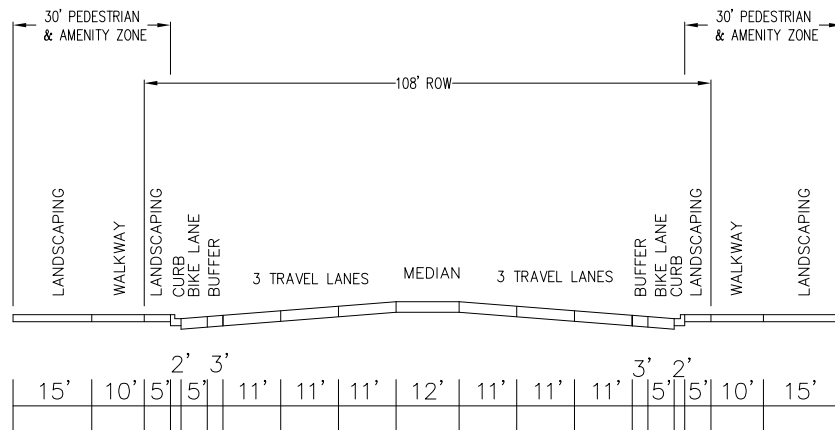 30' PEDESTRIAN
& AMENITY ZONE
30' PEDESTRIAN
& AMENITY ZONE
108' ROW
LANDSCAPING
WALKWAY
LANDSCAPING
CURB
BIKE LANE
BUFFER
3 TRAVEL LANES
MEDIAN
3 TRAVEL LANES
BUFFER
BIKE LANE
CURB
LANDSCAPING
WALKWAY
LANDSCAPING
2' 3' 3' 2'
15' 10' 5' 5' 11' 11' 11' 12' 11' 11' 11' 5' 5' 10' 15'